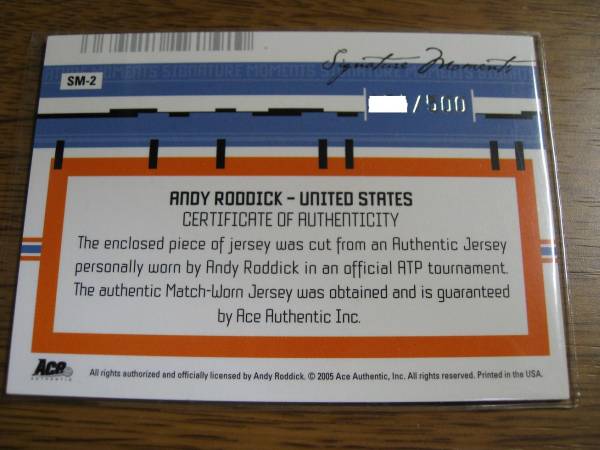 Signature Moments
SM-2
/500
ANDY RODDICK - UNITED STATES
CERTIFICATE OF AUTHENTICITY
The enclosed piece of jersey was cut from an Authentic Jersey
personally worn by Andy Roddick in an official ATP tournament.
The authentic Match-Worn Jersey was obtained and is guaranteed
by Ace Authentic Inc.
Ace
AUTHENTIC
All rights authorized and officially licensed by Andy Roddick. © 2005 Ace Authentic, Inc. All rights reserved. Printed in the USA.